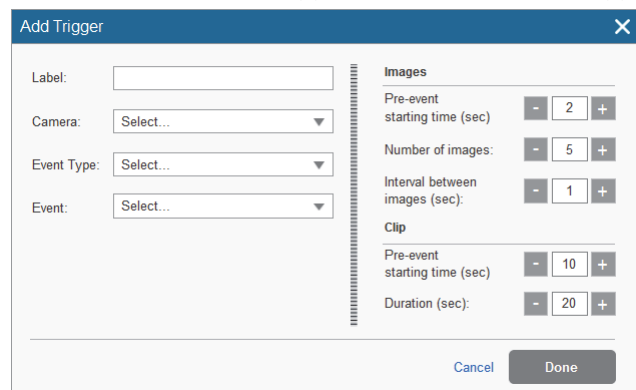 Add Trigger
Label:
Camera: Select...
Event Type: Select...
Event: Select...
Images
Pre-event
starting time (sec) - 2 +
Number of images: - 5 +
Interval between
images (sec): - 1 +
Clip
Pre-event
starting time (sec) - 10 +
Duration (sec): - 20 +
Cancel Done